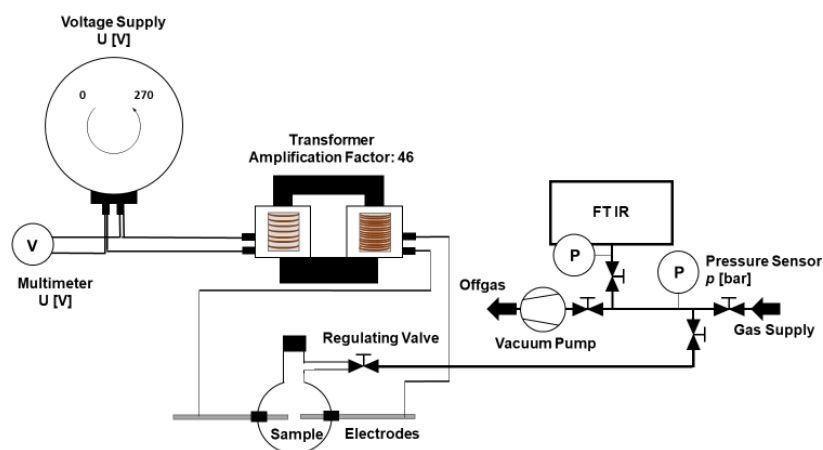 Voltage Supply
U [V]
0 270
Transformer
Amplification Factor: 46
V
Multimeter
U [V]
FT IR
P
P
Pressure Sensor
p [bar]
Offgas
Vacuum Pump
Gas Supply
Regulating Valve
Sample
Electrodes